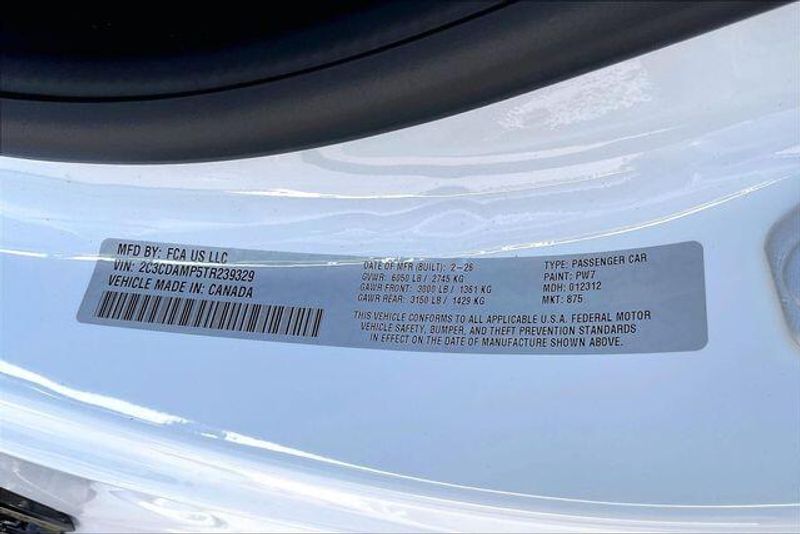 MFD BY: FCA US LLC
VIN: 2C3CDAMP5TR239329
VEHICLE MADE IN: CANADA
DATE OF MFR (BUILT): 2-26
GVWR: 6050 LB / 2745 KG
GAWR FRONT: 3000 LB / 1361 KG
GAWR REAR: 3150 LB / 1429 KG
TYPE: PASSENGER CAR
PAINT: PW7
MDH: 012312
MKT: 875
THIS VEHICLE CONFORMS TO ALL APPLICABLE U.S.A. FEDERAL MOTOR
VEHICLE SAFETY, BUMPER, AND THEFT PREVENTION STANDARDS
IN EFFECT ON THE DATE OF MANUFACTURE SHOWN ABOVE.